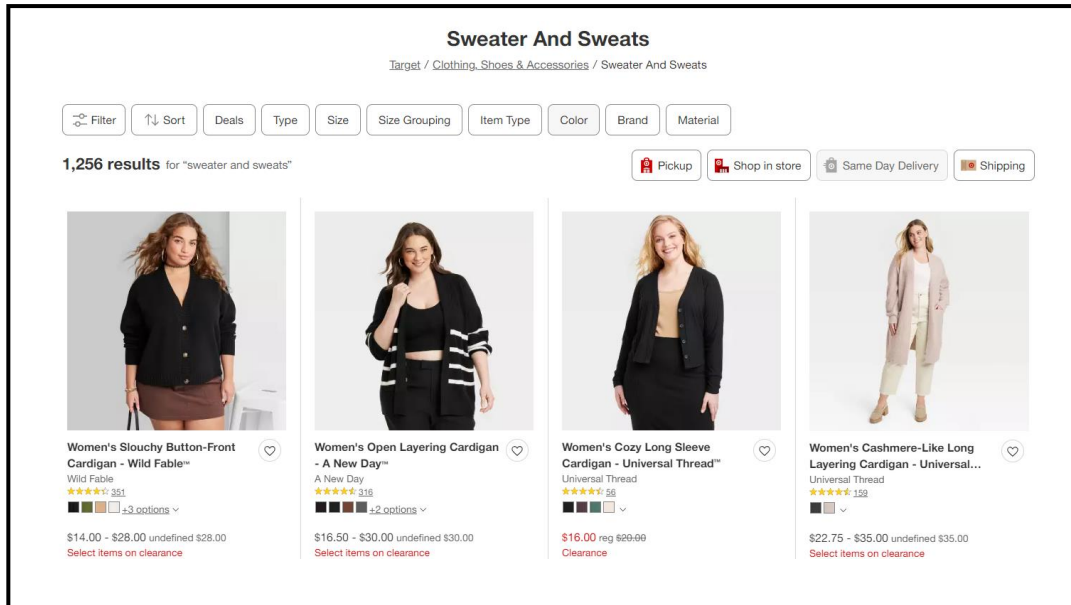 Sweater And Sweats
Target / Clothing, Shoes & Accessories / Sweater And Sweats
Filter Sort Deals Type Size Size Grouping Item Type Color Brand Material
1,256 results for "sweater and sweats"
Pickup Shop in store Same Day Delivery Shipping
Women's Slouchy Button-Front
Cardigan - Wild Fable™
Wild Fable
351
+3 options
$14.00 - $28.00 undefined $28.00
Select items on clearance
Women's Open Layering Cardigan
- A New Day™
A New Day
316
+2 options
$16.50 - $30.00 undefined $30.00
Select items on clearance
Women's Cozy Long Sleeve
Cardigan - Universal Thread™
Universal Thread
56
$16.00 reg $20.00
Clearance
Women's Cashmere-Like Long
Layering Cardigan - Universal...
Universal Thread
159
$22.75 - $35.00 undefined $35.00
Select items on clearance